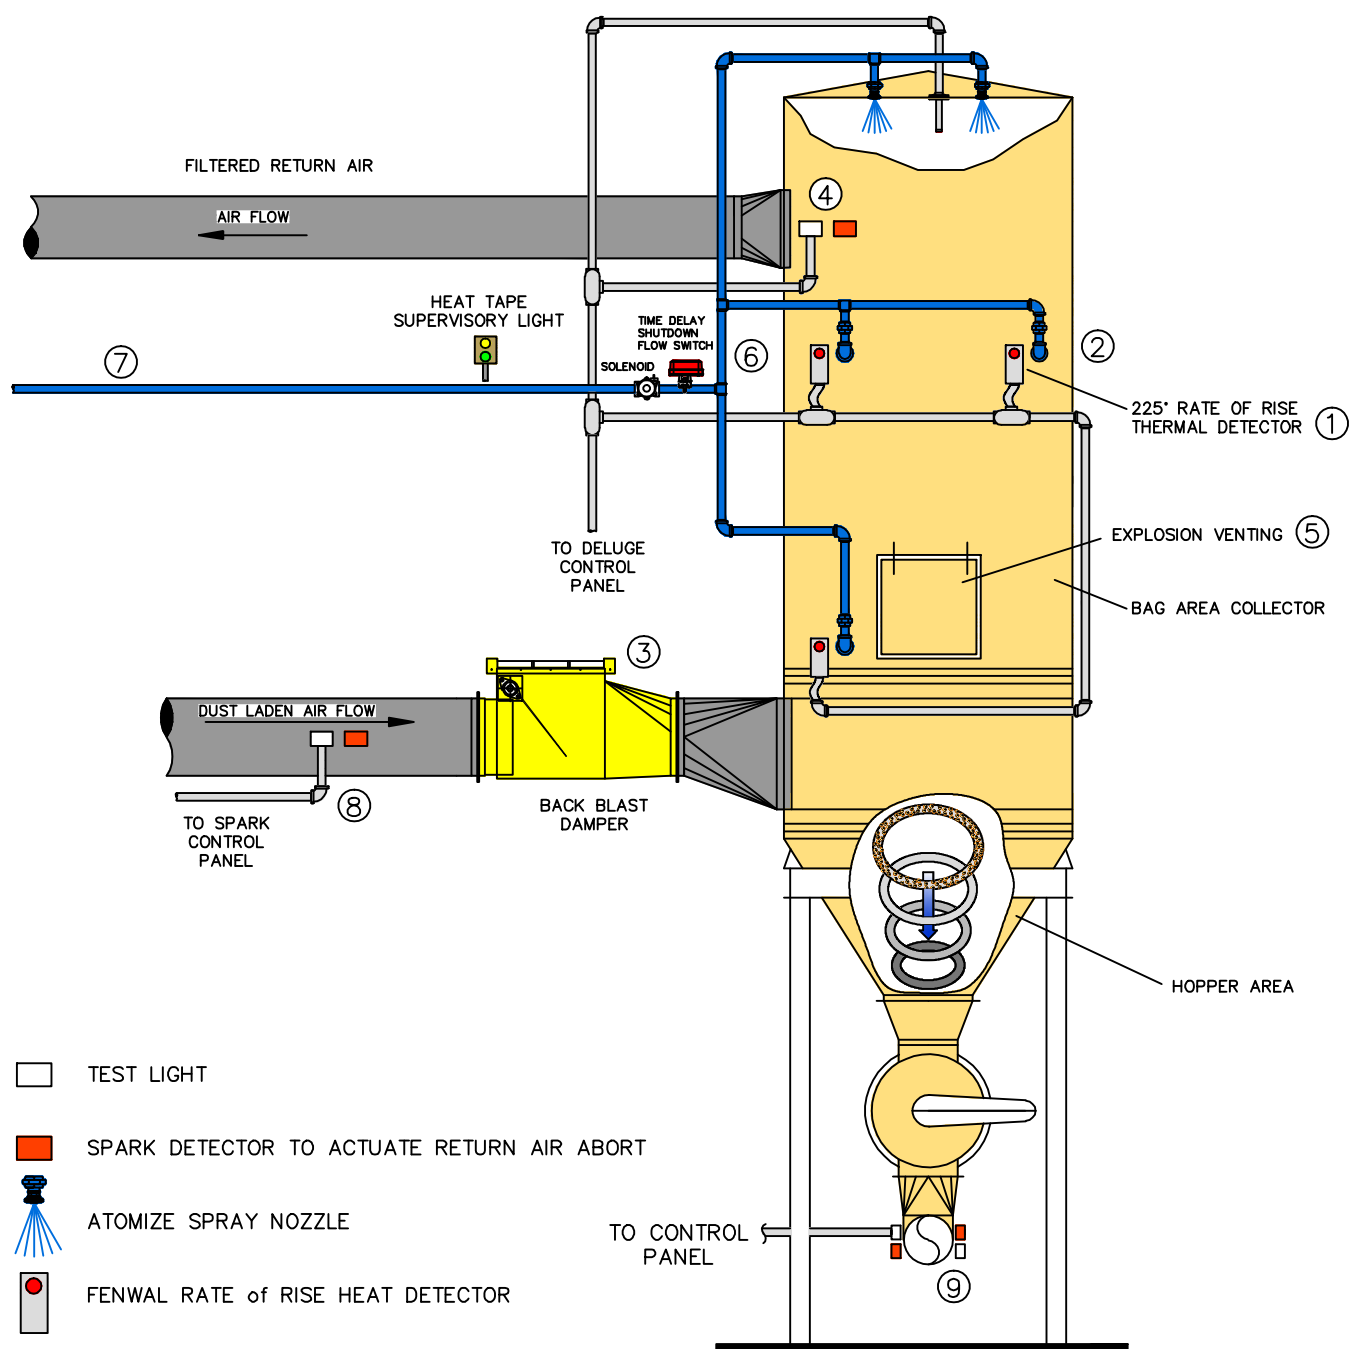 FILTERED RETURN AIR
AIR FLOW
4
HEAT TAPE
SUPERVISORY LIGHT
TIME DELAY
SHUTDOWN
FLOW SWITCH
SOLENOID
7
6
2
225° RATE OF RISE
THERMAL DETECTOR
1
TO DELUGE
CONTROL
PANEL
EXPLOSION VENTING
5
BAG AREA COLLECTOR
3
DUST LADEN AIR FLOW
8
TO SPARK
CONTROL
PANEL
BACK BLAST
DAMPER
HOPPER AREA
TEST LIGHT
SPARK DETECTOR TO ACTUATE RETURN AIR ABORT
ATOMIZE SPRAY NOZZLE
FENWAL RATE of RISE HEAT DETECTOR
TO CONTROL
PANEL
9